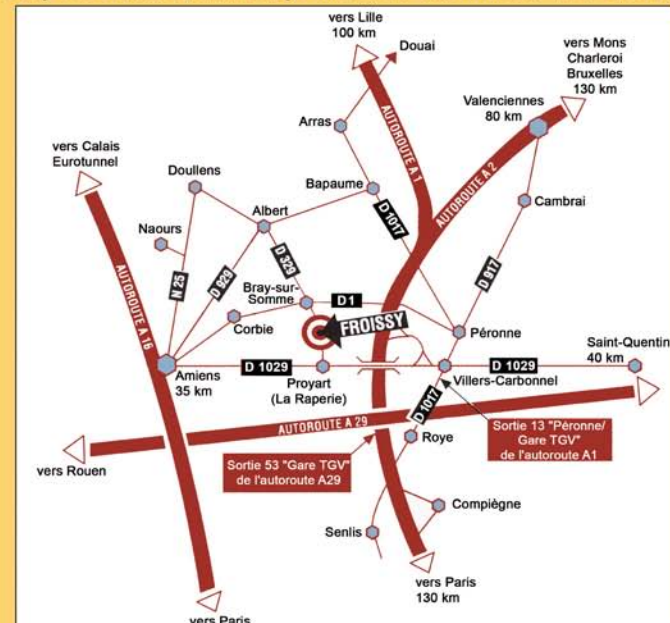 vers Lille
100 km
Douai
vers Mons
Charleroi
Bruxelles
130 km
Valenciennes
80 km
Arras
vers Calais
Eurotunnel
Doullens
AUTOROUTE A 1
AUTOROUTE A 2
Bapaume
Cambrai
Albert
D 1017
Naours
D 917
D 329
N 25
D 929
Bray-sur-
Somme
D1
AUTOROUTE A 16
FROISSY
Corbie
Péronne
Saint-Quentin
40 km
D 1029
D 1029
Amiens
35 km
Proyart
(La Raperie)
Villers-Carbonnel
D 1017
AUTOROUTE A 29
Sortie 13 "Péronne/
Gare TGV"
de l'autoroute A1
Roye
vers Rouen
Sortie 53 "Gare TGV"
de l'autoroute A29
Compiègne
Senlis
vers Paris
130 km
vers Paris